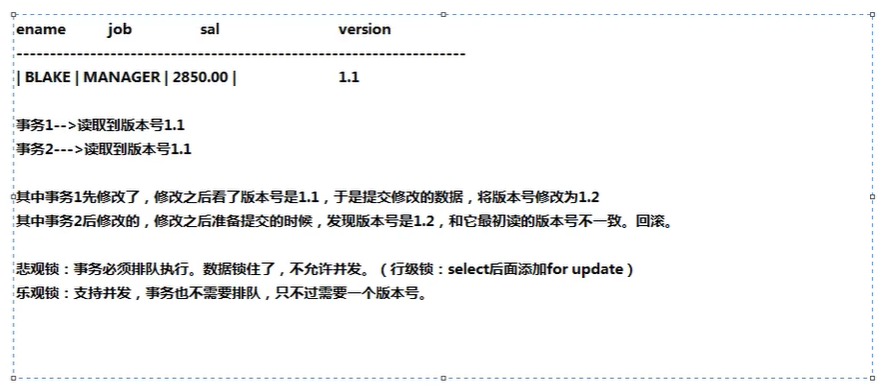 ename job sal version
--------------------------------------------------------------------
| BLAKE | MANAGER | 2850.00 | 1.1
事务1-->读取到版本号1.1
事务2--->读取到版本号1.1
其中事务1先修改了，修改之后看了版本号是1.1，于是提交修改的数据，将版本号修改为1.2
其中事务2后修改的，修改之后准备提交的时候，发现版本号是1.2，和它最初读的版本号不一致。回滚。
悲观锁：事务必须排队执行。数据锁住了，不允许并发。（行级锁：select后面添加for update）
乐观锁：支持并发，事务也不需要排队，只不过需要一个版本号。